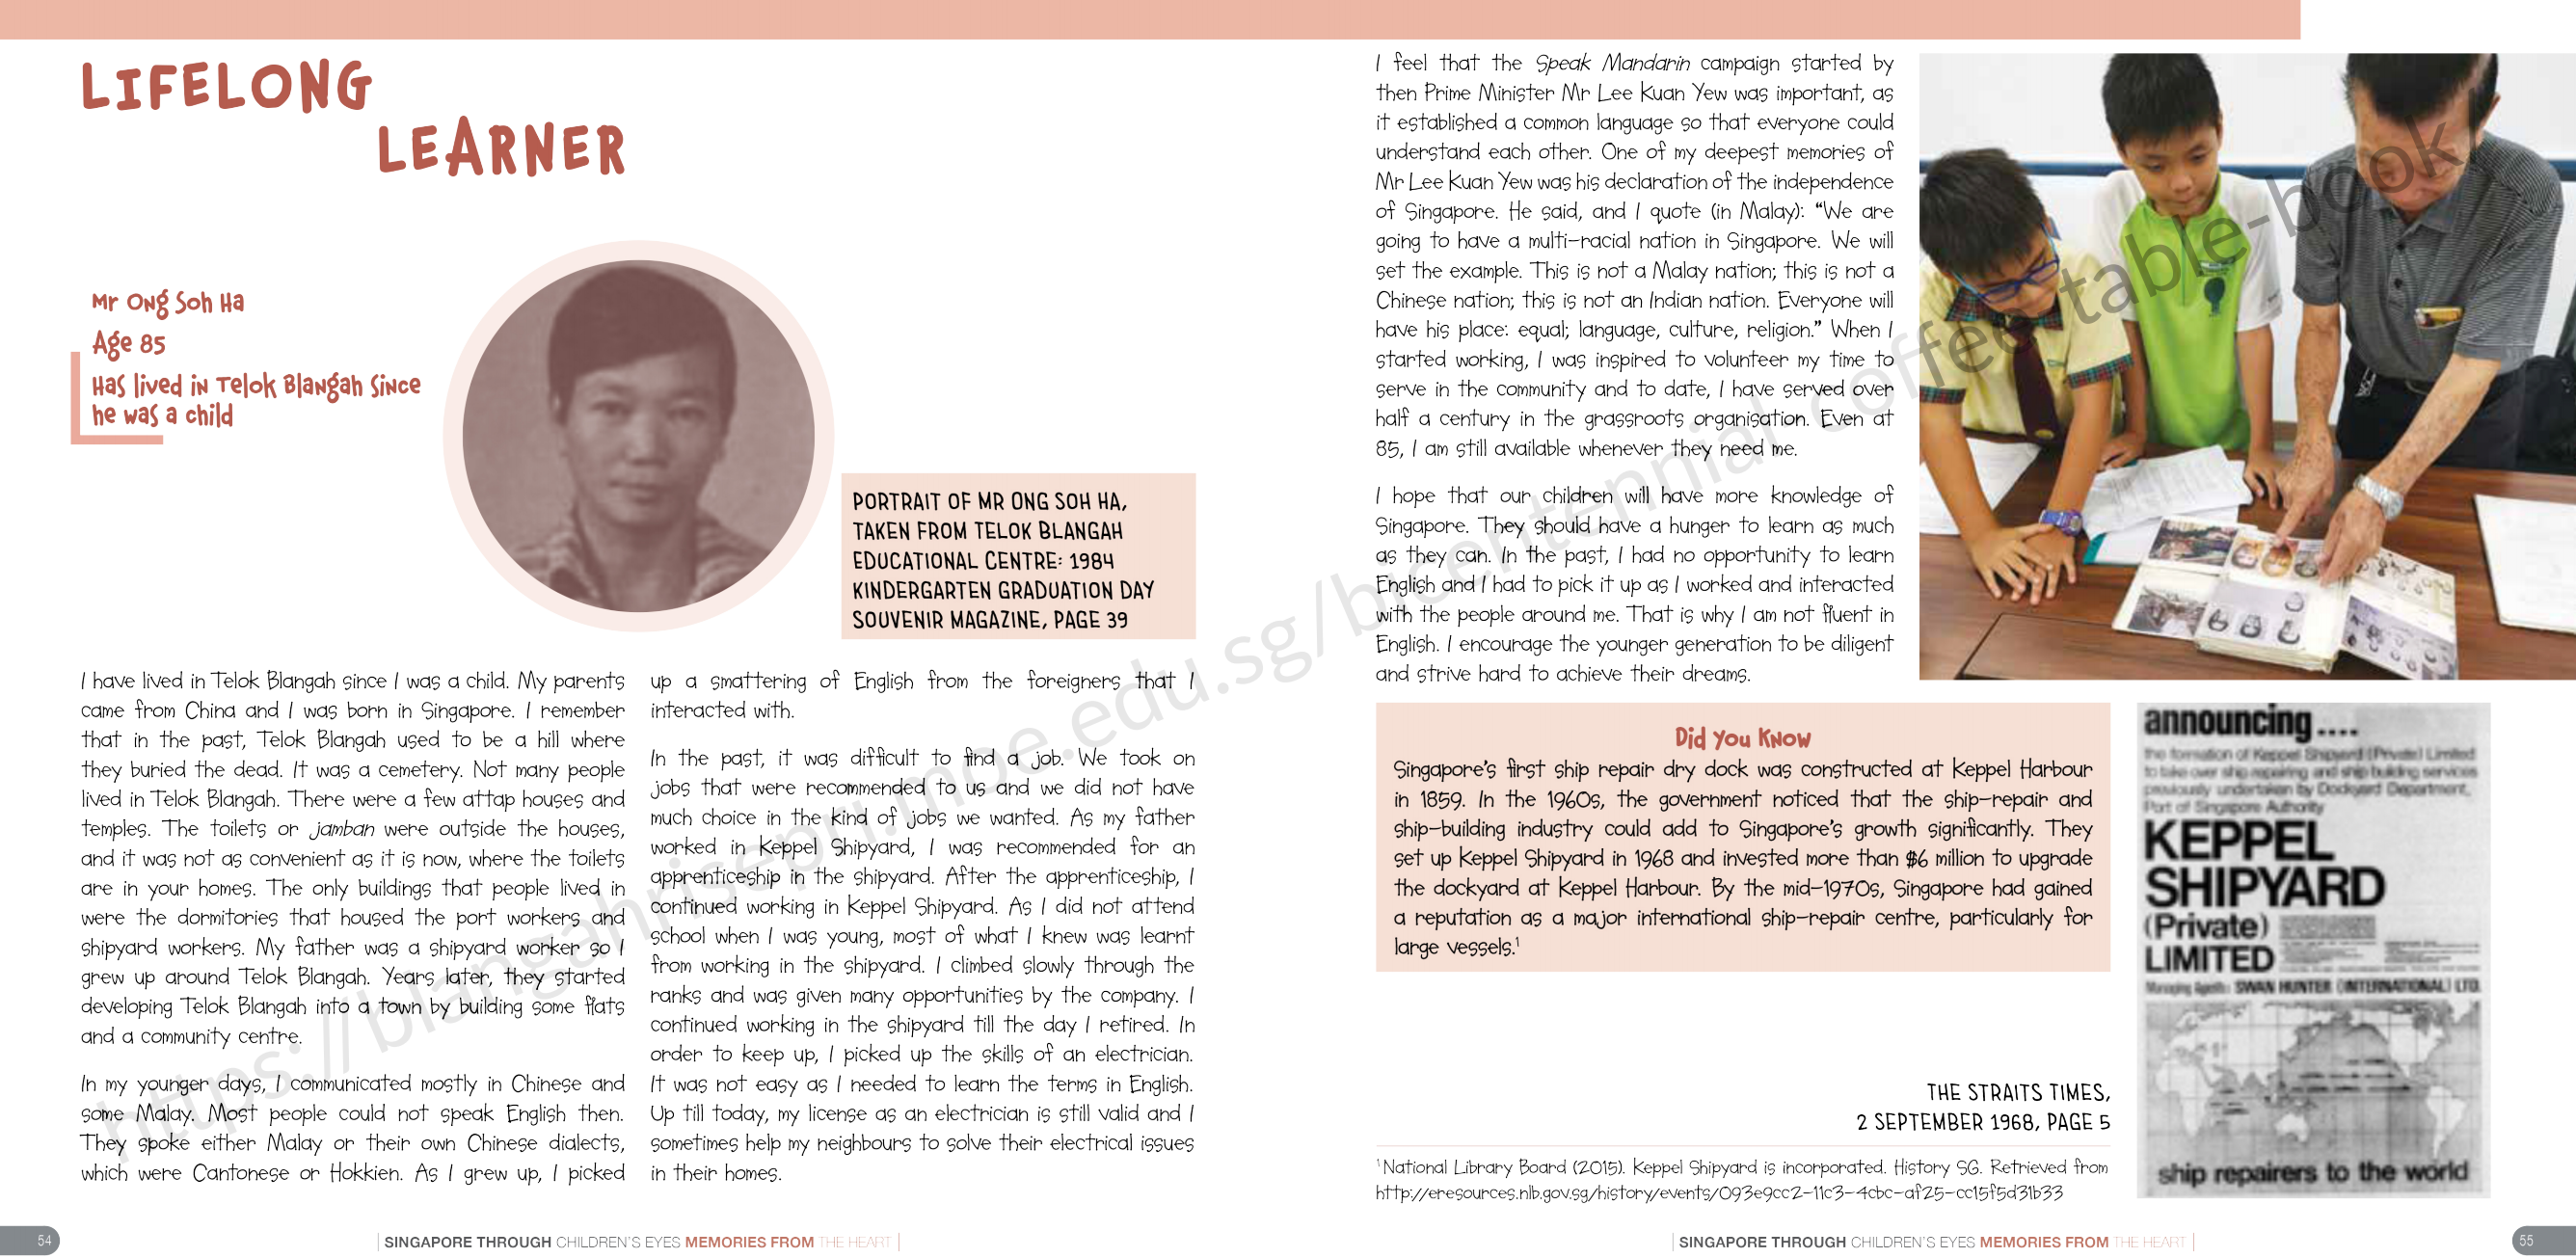 LIFELONG
LEARNER
Mr Ong Soh Ha
Age 85
Has lived in Telok Blangah since
he was a child
PORTRAIT OF MR ONG SOH HA,
TAKEN FROM TELOK BLANGAH
EDUCATIONAL CENTRE: 1984
KINDERGARTEN GRADUATION DAY
SOUVENIR MAGAZINE, PAGE 39
I have lived in Telok Blangah since I was a child. My parents
came from China and I was born in Singapore. I remember
that in the past, Telok Blangah used to be a hill where
they buried the dead. It was a cemetery. Not many people
lived in Telok Blangah. There were a few attap houses and
temples. The toilets or jamban were outside the houses,
and it was not as convenient as it is now, where the toilets
are in your homes. The only buildings that people lived in
were the dormitories that housed the port workers and
shipyard workers. My father was a shipyard worker so I
grew up around Telok Blangah. Years later, they started
developing Telok Blangah into a town by building some flats
and a community centre.
In my younger days, I communicated mostly in Chinese and
some Malay. Most people could not speak English then.
They spoke either Malay or their own Chinese dialects,
which were Cantonese or Hokkien. As I grew up, I picked
up a smattering of English from the foreigners that I
interacted with.
In the past, it was difficult to find a job. We took on
jobs that were recommended to us and we did not have
much choice in the kind of jobs we wanted. As my father
worked in Keppel Shipyard, I was recommended for an
apprenticeship in the shipyard. After the apprenticeship, I
continued working in Keppel Shipyard. As I did not attend
school when I was young, most of what I knew was learnt
from working in the shipyard. I climbed slowly through the
ranks and was given many opportunities by the company. I
continued working in the shipyard till the day I retired. In
order to keep up, I picked up the skills of an electrician.
It was not easy as I needed to learn the terms in English.
Up till today, my license as an electrician is still valid and I
sometimes help my neighbours to solve their electrical issues
in their homes.
I feel that the Speak Mandarin campaign started by
then Prime Minister Mr Lee Kuan Yew was important, as
it established a common language so that everyone could
understand each other. One of my deepest memories of
Mr Lee Kuan Yew was his declaration of the independence
of Singapore. He said, and I quote (in Malay): “We are
going to have a multi-racial nation in Singapore. We will
set the example. This is not a Malay nation; this is not a
Chinese nation; this is not an Indian nation. Everyone will
have his place: equal; language, culture, religion.” When I
started working, I was inspired to volunteer my time to
serve in the community and to date, I have served over
half a century in the grassroots organisation. Even at
85, I am still available whenever they need me.
I hope that our children will have more knowledge of
Singapore. They should have a hunger to learn as much
as they can. In the past, I had no opportunity to learn
English and I had to pick it up as I worked and interacted
with the people around me. That is why I am not fluent in
English. I encourage the younger generation to be diligent
and strive hard to achieve their dreams.
Did You Know
Singapore's first ship repair dry dock was constructed at Keppel Harbour
in 1859. In the 1960s, the government noticed that the ship-repair and
ship-building industry could add to Singapore's growth significantly. They
set up Keppel Shipyard in 1968 and invested more than $6 million to upgrade
the dockyard at Keppel Harbour. By the mid-1970s, Singapore had gained
a reputation as a major international ship-repair centre, particularly for
large vessels.¹
announcing ....
the formation of Keppel Shipyard (Private) Limited
to take over ship repairing and ship building services
previously undertaken by Dockyard Department,
Port of Singapore Authority
KEPPEL
SHIPYARD
(Private)
LIMITED
Managing Agents: SWAN HUNTER (INTERNATIONAL) LTD.
ship repairers to the world
THE STRAITS TIMES,
2 SEPTEMBER 1968, PAGE 5
¹ National Library Board (2015). Keppel Shipyard is incorporated. History SG. Retrieved from
http://eresources.nlb.gov.sg/history/events/093e9cc2-11c3-4cbc-af25-cc15f5d31b33
54
SINGAPORE THROUGH CHILDREN'S EYES MEMORIES FROM THE HEART
SINGAPORE THROUGH CHILDREN'S EYES MEMORIES FROM THE HEART
55
https://blangahrisepri.moe.edu.sg/bicentennial-coffee-table-book/